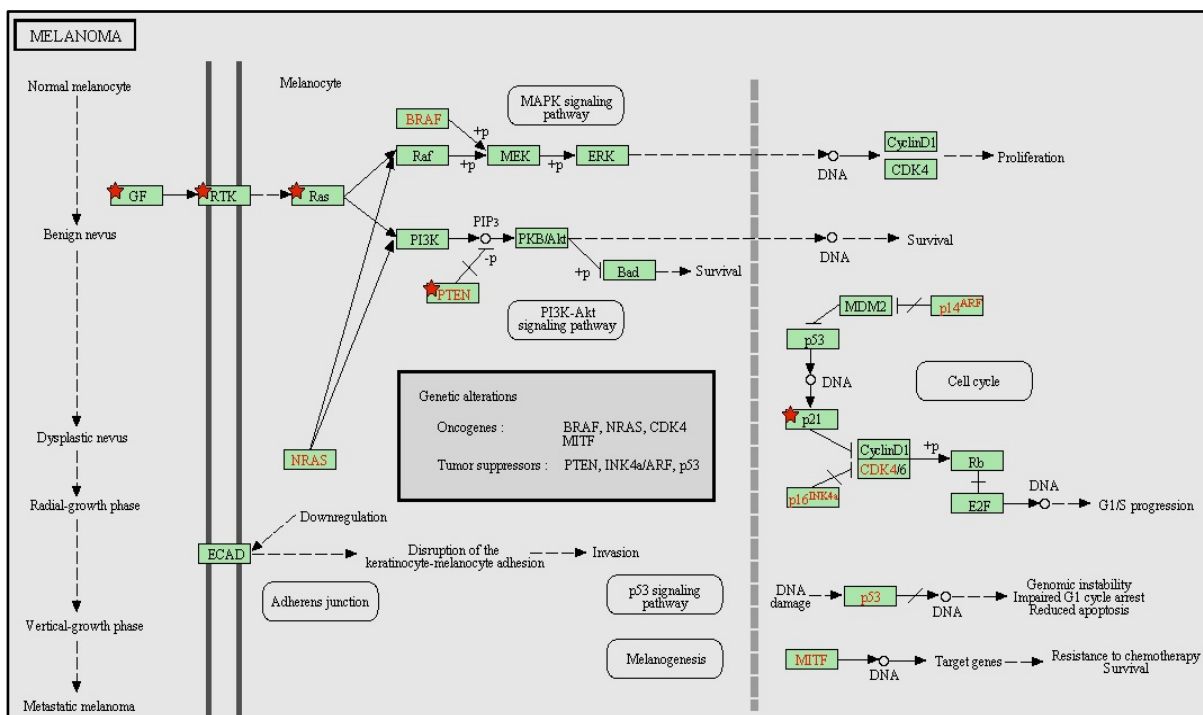 MELANOMA
Normal melanocyte
Benign nevus
Dysplastic nevus
Radial-growth phase
Vertical-growth phase
Metastatic melanoma
Melanocyte
GF
RTK
Ras
BRAF
+p
Raf
+p
MEK
+p
ERK
MAPK signaling
pathway
DNA
CyclinD1
CDK4
Proliferation
PI3K
PIP3
-p
PTEN
PKB/Akt
+p
Bad
Survival
DNA
Survival
PI3K-Akt
signaling pathway
NRAS
Genetic alterations
Oncogenes : BRAF, NRAS, CDK4
MITF
Tumor suppressors : PTEN, INK4a/ARF, p53
MDM2
p14ARF
p53
DNA
p21
Cell cycle
CyclinD1
CDK4/6
+p
p16INK4a
Rb
E2F
DNA
G1/S progression
Downregulation
ECAD
Disruption of the
keratinocyte-melanocyte adhesion
Invasion
Adherens junction
p53 signaling
pathway
Melanogenesis
DNA
damage
p53
DNA
Genomic instability
Impaired G1 cycle arrest
Reduced apoptosis
MITF
DNA
Target genes
Resistance to chemotherapy
Survival